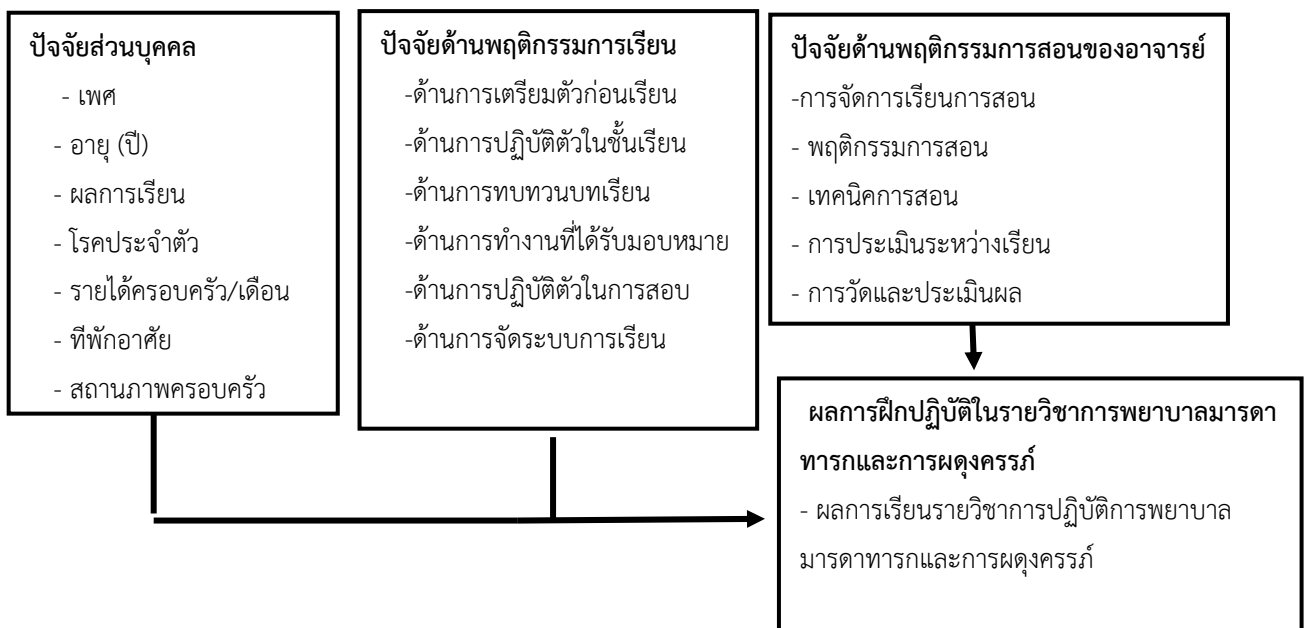 ปัจจัยส่วนบุคคล
- เพศ
- อายุ (ปี)
- ผลการเรียน
- โรคประจำตัว
- รายได้ครอบครัว/เดือน
- ทีพักอาศัย
- สถานภาพครอบครัว
ปัจจัยด้านพฤติกรรมการเรียน
-ด้านการเตรียมตัวก่อนเรียน
-ด้านการปฏิบัติตัวในชั้นเรียน
-ด้านการทบทวนบทเรียน
-ด้านการทำงานที่ได้รับมอบหมาย
-ด้านการปฏิบัติตัวในการสอบ
-ด้านการจัดระบบการเรียน
ปัจจัยด้านพฤติกรรมการสอนของอาจารย์
-การจัดการเรียนการสอน
- พฤติกรรมการสอน
- เทคนิคการสอน
- การประเมินระหว่างเรียน
- การวัดและประเมินผล
ผลการฝึกปฏิบัติในรายวิชาการพยาบาลมารดา
ทารกและการผดุงครรภ์
- ผลการเรียนรายวิชาการปฏิบัติการพยาบาล
มารดาทารกและการผดุงครรภ์